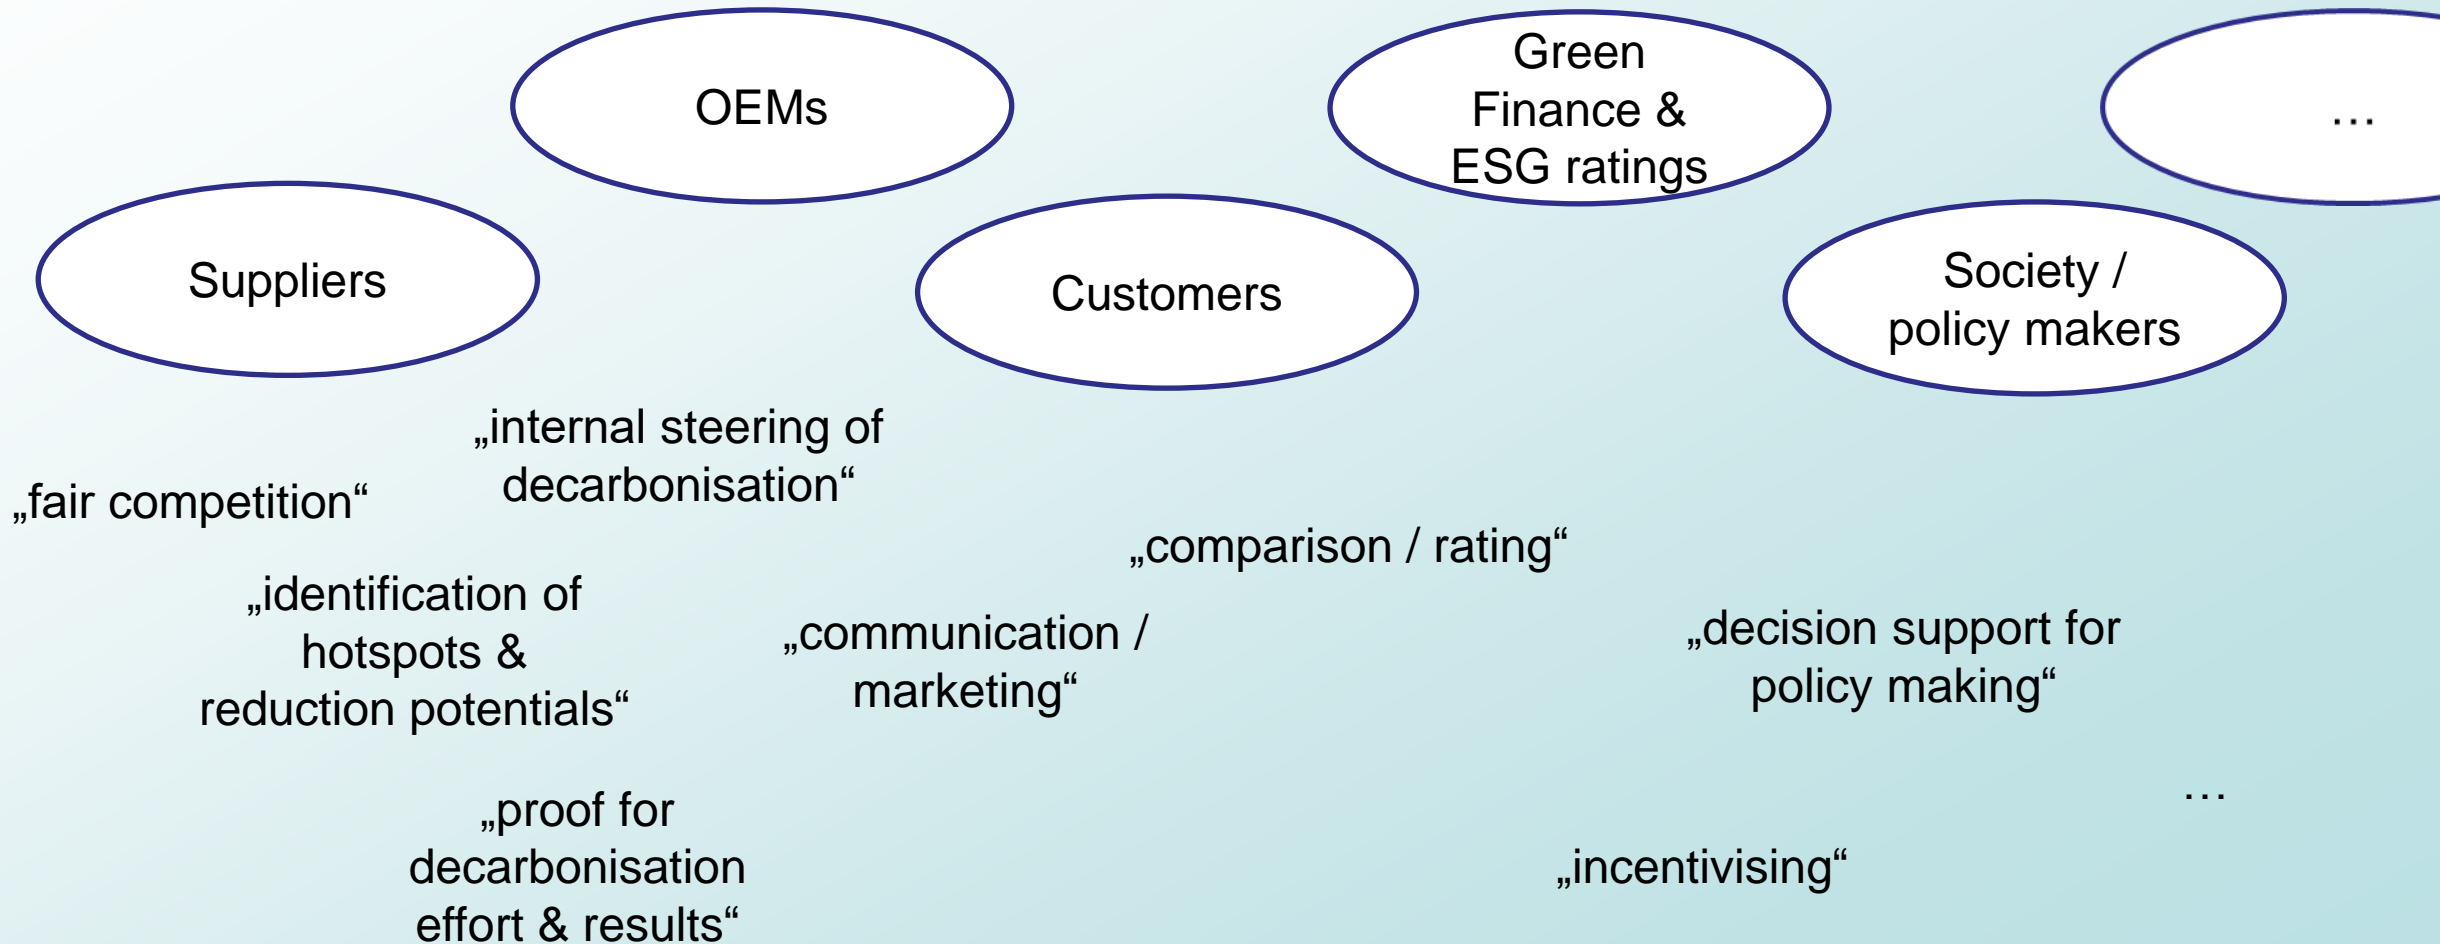 OEMs
Green
Finance &
ESG ratings
…
Suppliers
Customers
Society /
policy makers
„internal steering of
decarbonisation“
„fair competition“
„comparison / rating“
„identification of
hotspots &
reduction potentials“
„communication /
marketing“
„decision support for
policy making“
„proof for
decarbonisation
effort & results“
…
„incentivising“